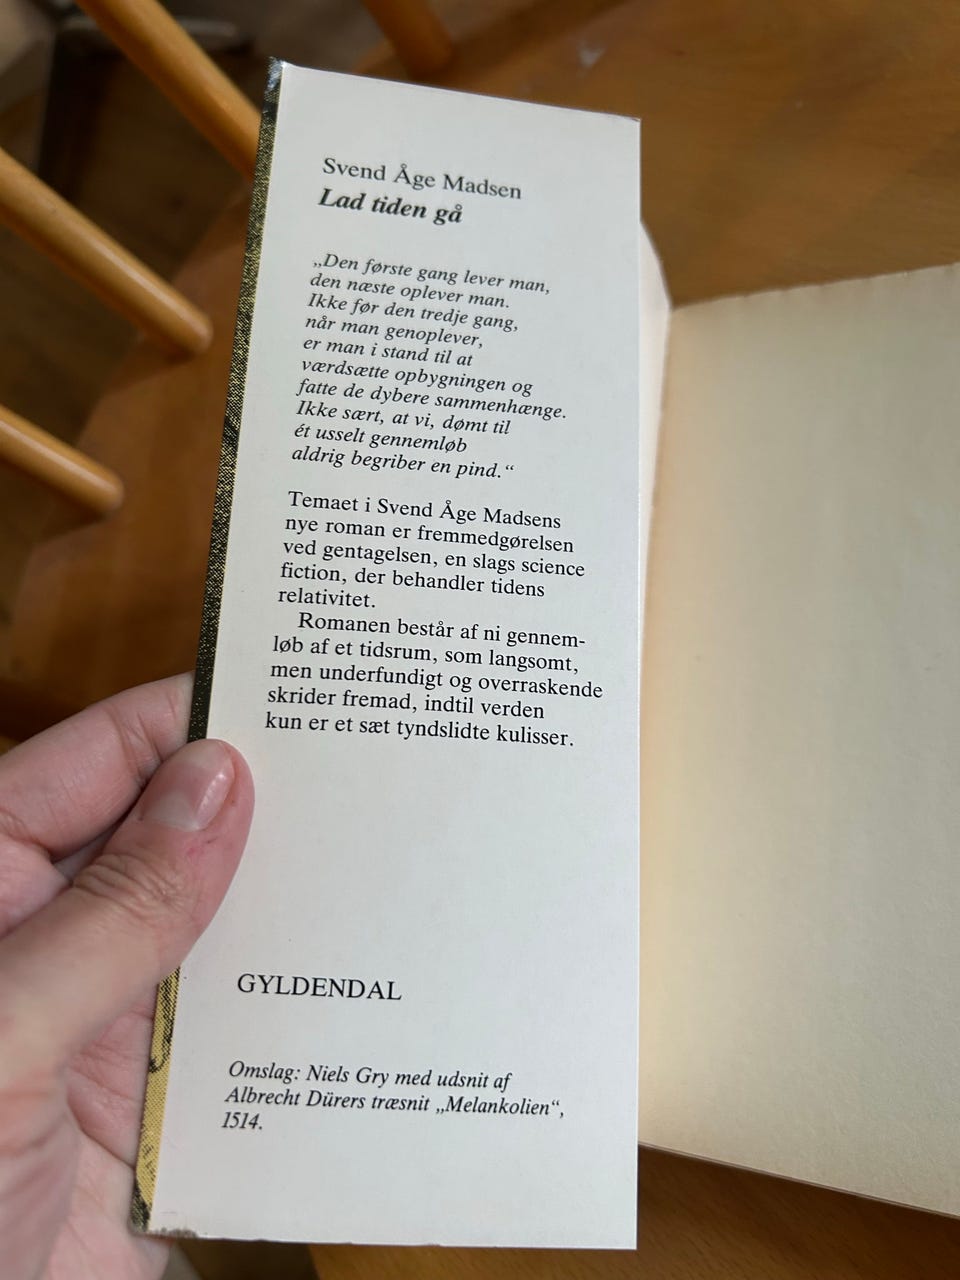 Svend Åge Madsen
Lad tiden gå
„Den første gang lever man,
den næste oplever man.
Ikke før den tredje gang,
når man genoplever,
er man i stand til at
værdsætte opbygningen og
fatte de dybere sammenhænge.
Ikke sært, at vi, dømt til
ét usselt gennemløb
aldrig begriber en pind.“
Temaet i Svend Åge Madsens
nye roman er fremmedgørelsen
ved gentagelsen, en slags science
fiction, der behandler tidens
relativitet.
Romanen består af ni gennem-
løb af et tidsrum, som langsomt,
men underfundigt og overraskende
skrider fremad, indtil verden
kun er et sæt tyndslidte kulisser.
GYLDENDAL
Omslag: Niels Gry med udsnit af
Albrecht Dürers træsnit „Melankolien“,
1514.